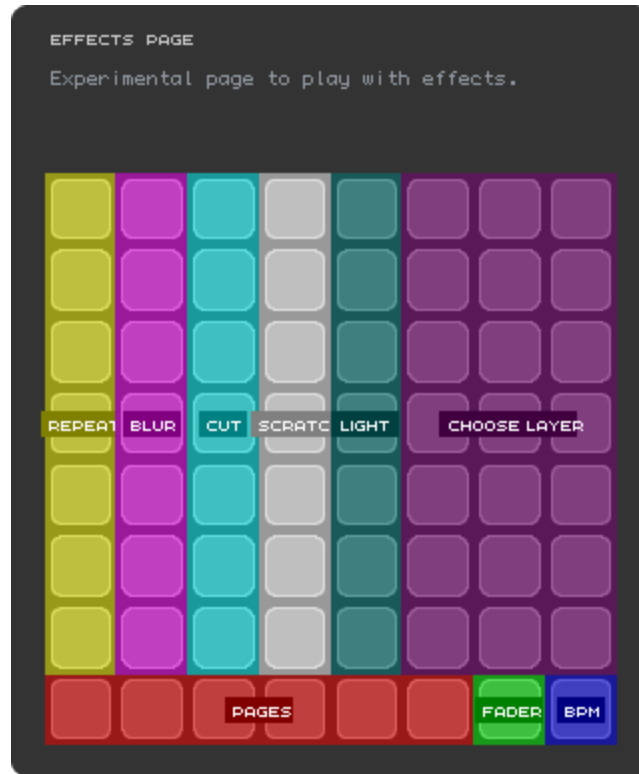 EFFECTS PAGE
Experimental page to play with effects.
REPEAT BLUR CUT SCRATC LIGHT CHOOSE LAYER
PAGES FADER BPM